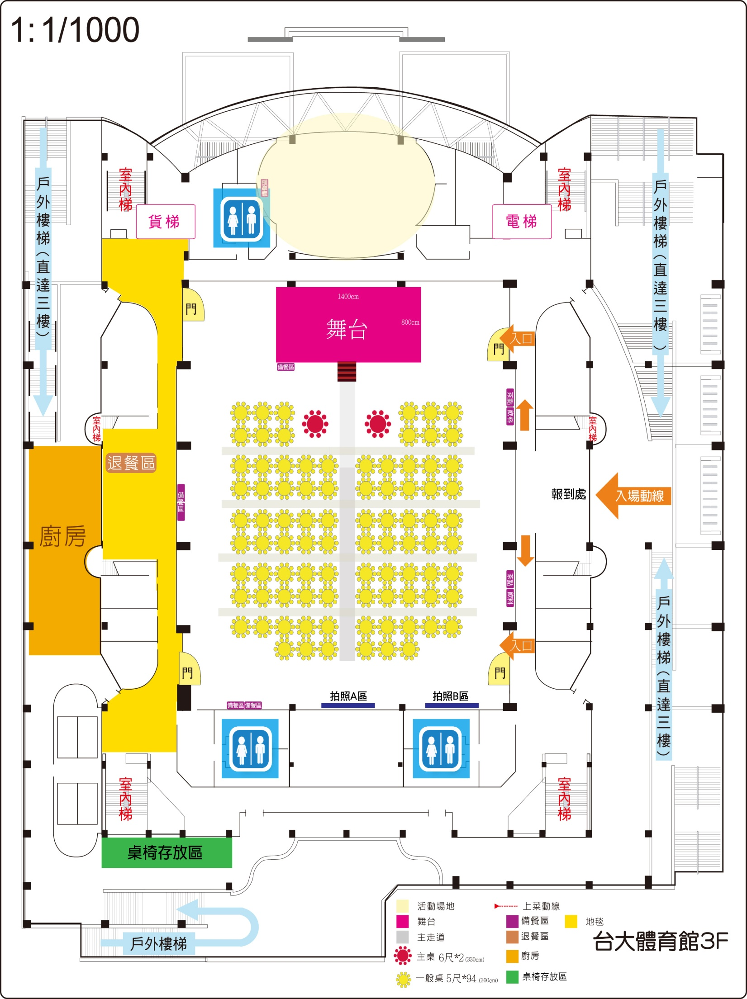 1:1/1000
備餐區
室內梯
室內梯
戶外樓梯(直達三樓)
戶外樓梯(直達三樓)
貨梯
電梯
1400cm
800cm
舞台
門
入口
門
備餐區
茶點
飲料
室內梯
室內梯
退餐區
備餐區
報到處
入場動線
廚房
茶點
飲料
戶外樓梯(直達三樓)
入口
門
門
拍照A區
拍照B區
備餐區
備餐區
室內梯
室內梯
桌椅存放區
戶外樓梯
活動場地
舞台
主走道
主桌 6尺*2(330cm)
一般桌 5尺*94 (260cm)
上菜動線
備餐區
退餐區
廚房
桌椅存放區
地毯
台大體育館3F